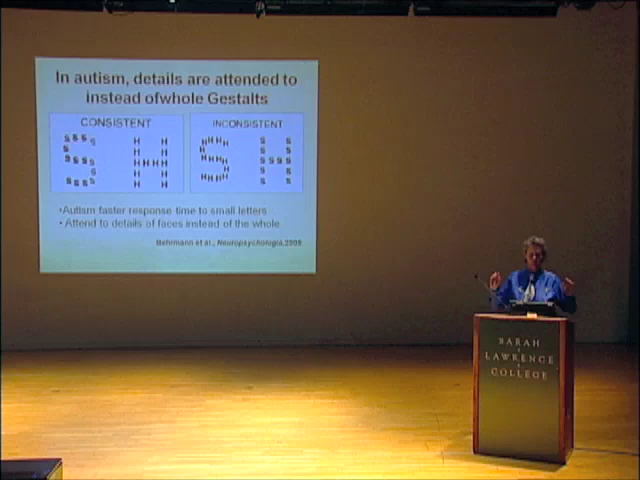 In autism, details are attended to
instead ofwhole Gestalts
CONSISTENT
INCONSISTENT
•Autism faster response time to small letters
• Attend to details of faces instead of the whole
Behrmann et al., Neuropsychologia,
SARAH
LAWRENCE
COLLEGE